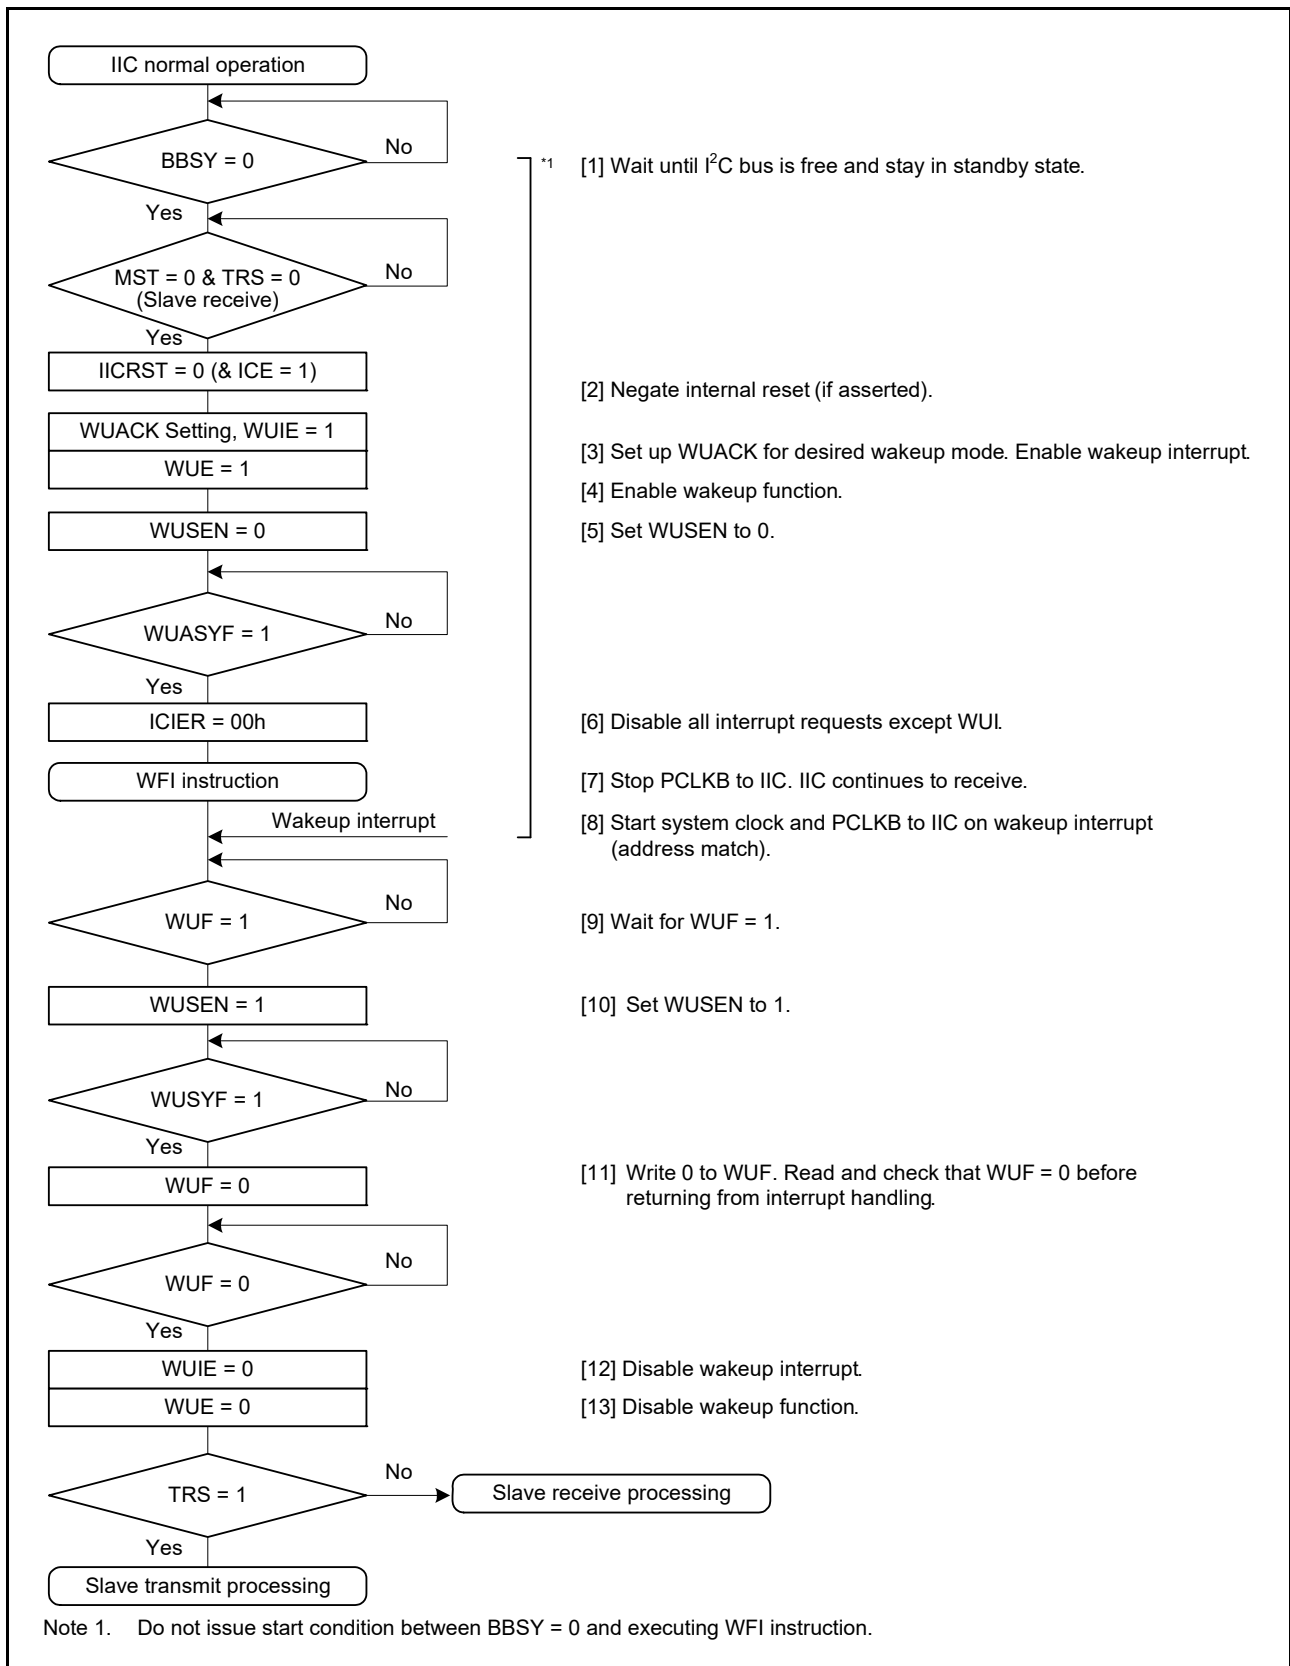 IIC normal operation
No
BBSY = 0
*1 [1] Wait until I²C bus is free and stay in standby state.
Yes
No
MST = 0 & TRS = 0
(Slave receive)
Yes
IICRST = 0 (& ICE = 1)
[2] Negate internal reset (if asserted).
WUACK Setting, WUIE = 1
[3] Set up WUACK for desired wakeup mode. Enable wakeup interrupt.
WUE = 1
[4] Enable wakeup function.
WUSEN = 0
[5] Set WUSEN to 0.
No
WUASYF = 1
Yes
ICIER = 00h
[6] Disable all interrupt requests except WUI.
WFI instruction
[7] Stop PCLKB to IIC. IIC continues to receive.
Wakeup interrupt
[8] Start system clock and PCLKB to IIC on wakeup interrupt
(address match).
No
WUF = 1
[9] Wait for WUF = 1.
WUSEN = 1
[10] Set WUSEN to 1.
No
WUSYF = 1
Yes
[11] Write 0 to WUF. Read and check that WUF = 0 before
WUF = 0
returning from interrupt handling.
No
WUF = 0
Yes
WUIE = 0
[12] Disable wakeup interrupt.
WUE = 0
[13] Disable wakeup function.
No
TRS = 1
Slave receive processing
Yes
Slave transmit processing
Note 1. Do not issue start condition between BBSY = 0 and executing WFI instruction.